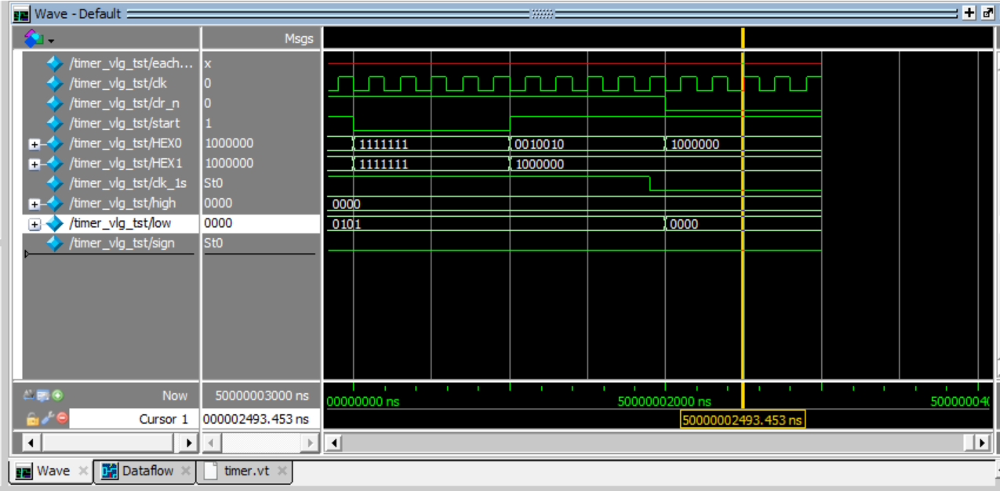 Wave - Default
Msgs
/timer_vlg_tst/each... x
/timer_vlg_tst/clk 0
/timer_vlg_tst/clr_n 0
/timer_vlg_tst/start 1
/timer_vlg_tst/HEX0 1000000 1111111 0010010 1000000
/timer_vlg_tst/HEX1 1000000 1111111 1000000
/timer_vlg_tst/clk_1s St0
/timer_vlg_tst/high 0000 0000
/timer_vlg_tst/low 0000 0101 0000
/timer_vlg_tst/sign St0
Now 50000003000 ns 00000000 ns 50000002000 ns 500000040
Cursor 1 000002493.453 ns 50000002493.453 ns
Wave Dataflow timer.vt